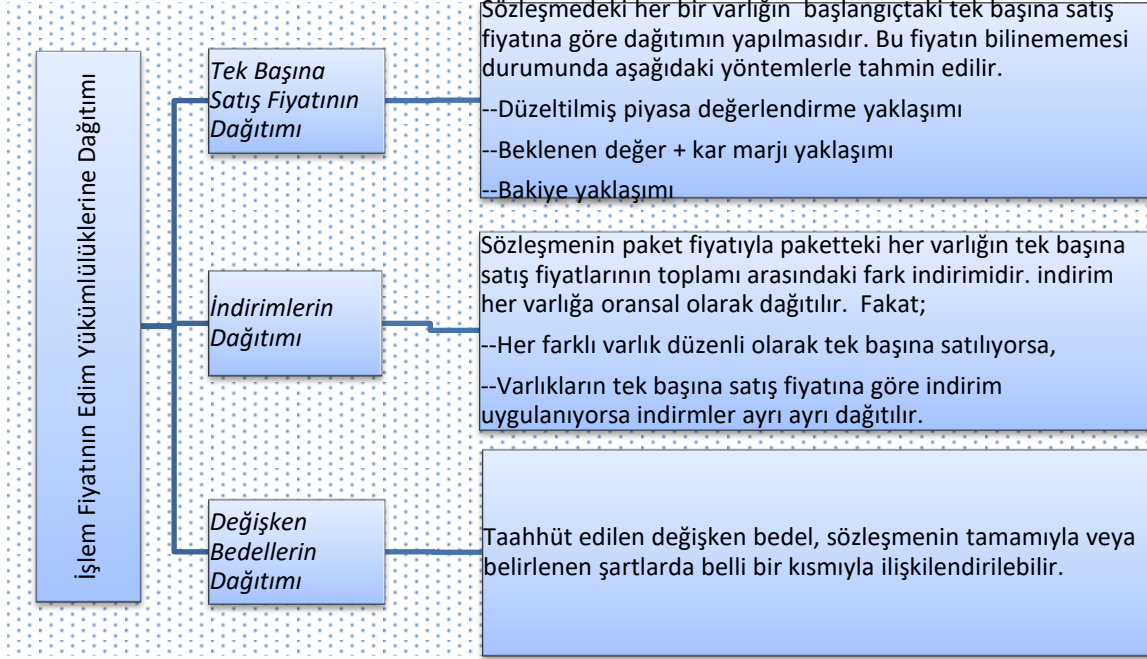 İşlem Fiyatının Edim Yükümlülüklerine Dağıtımı
Tek Başına
Satış Fiyatının
Dağıtımı
Sözleşmedeki her bir varlığın başlangıçtaki tek başına satış
fiyatına göre dağıtımın yapılmasıdır. Bu fiyatın bilinememesi
durumunda aşağıdaki yöntemlerle tahmin edilir.
--Düzeltilmiş piyasa değerlendirme yaklaşımı
--Beklenen değer + kar marjı yaklaşımı
--Bakiye yaklaşımı
İndirimlerin
Dağıtımı
Sözleşmenin paket fiyatıyla paketteki her varlığın tek başına
satış fiyatlarının toplamı arasındaki fark indirimidir. indirim
her varlığa oransal olarak dağıtılır. Fakat;
--Her farklı varlık düzenli olarak tek başına satılıyorsa,
--Varlıkların tek başına satış fiyatına göre indirim
uygulanıyorsa indirmler ayrı ayrı dağıtılır.
Değişken
Bedellerin
Dağıtımı
Taahhüt edilen değişken bedel, sözleşmenin tamamıyla veya
belirlenen şartlarda belli bir kısmıyla ilişkilendirilebilir.